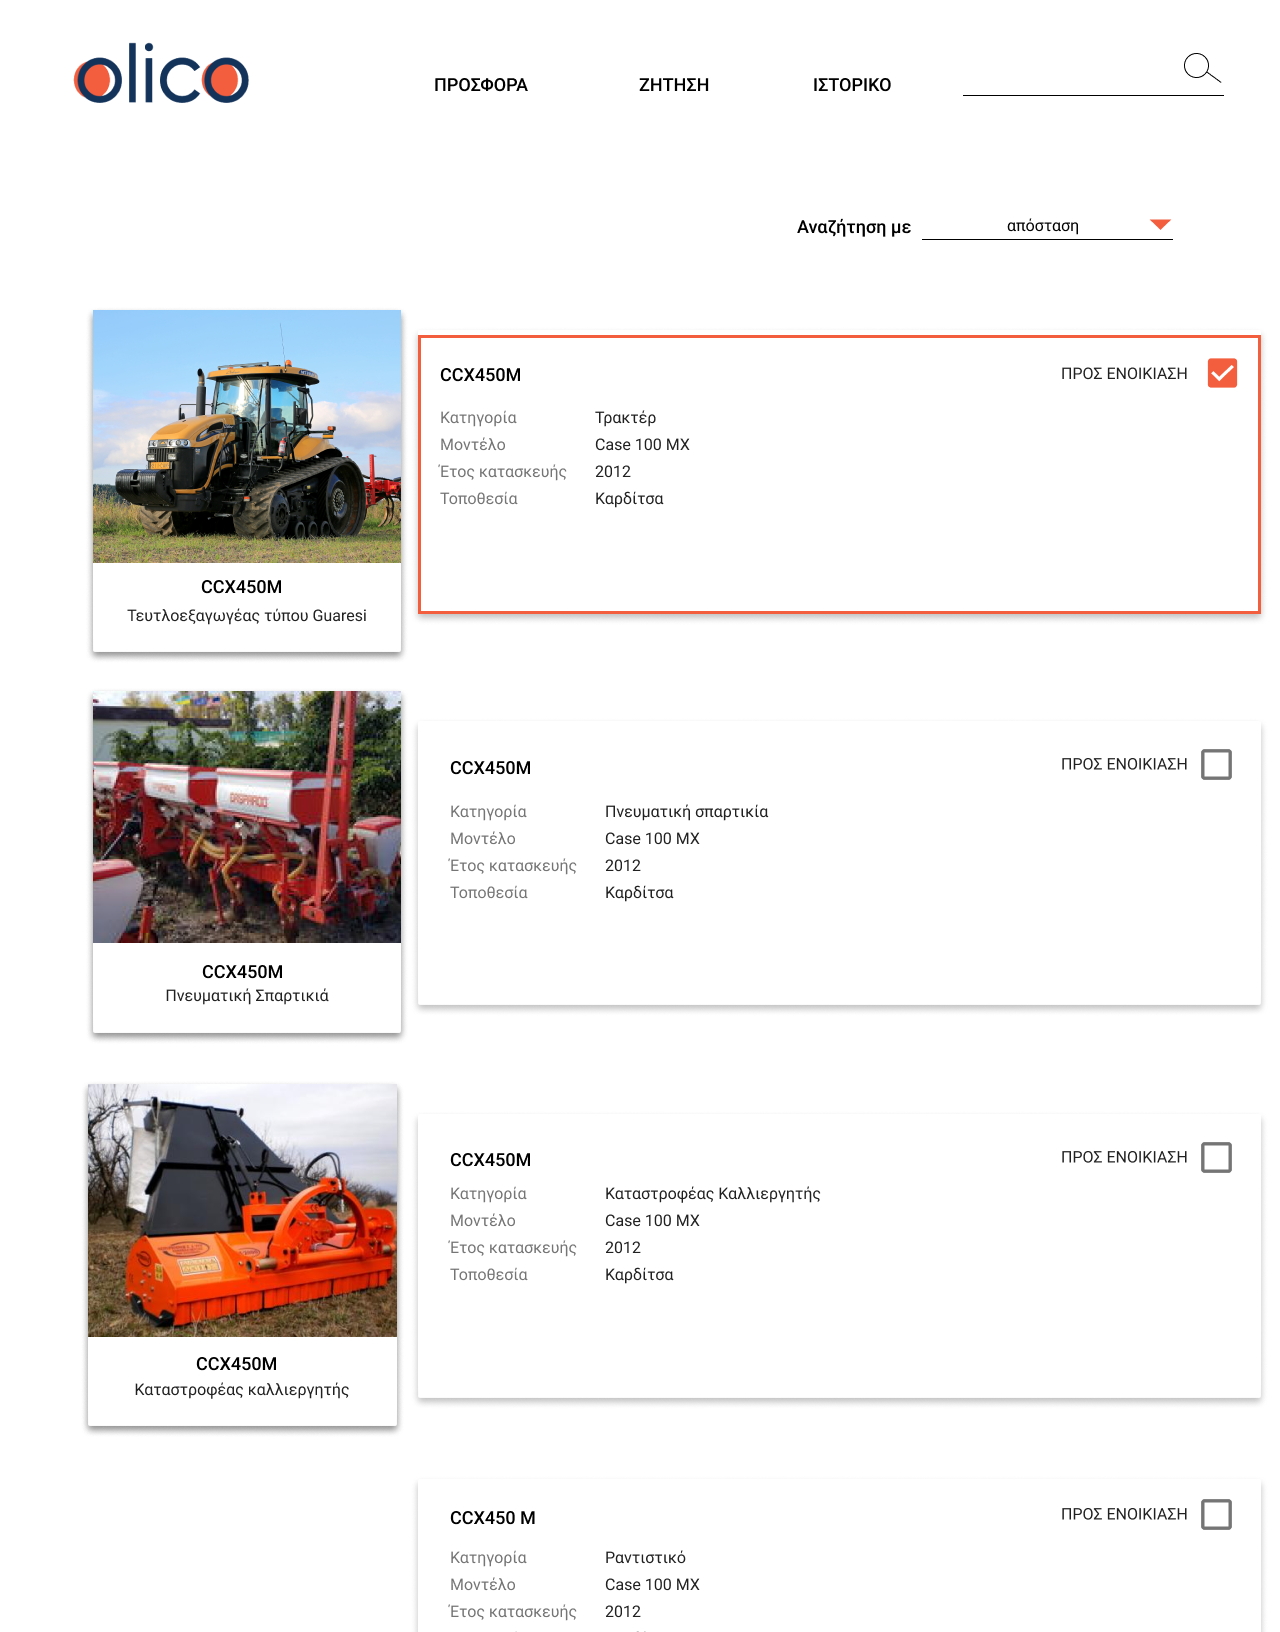 olico
ΠΡΟΣΦΟΡΑ
ΖΗΤΗΣΗ
ΙΣΤΟΡΙΚΟ
Αναζήτηση με απόσταση
CCX450M
Τευτλοεξαγωγέας τύπου Guaresi
CCX450M
ΠΡΟΣ ΕΝΟΙΚΙΑΣΗ
Κατηγορία Τρακτέρ
Μοντέλο Case 100 MX
Έτος κατασκευής 2012
Τοποθεσία Καρδίτσα
GASPARDO
CCX450M
Πνευματική Σπαρτικιά
CCX450M
ΠΡΟΣ ΕΝΟΙΚΙΑΣΗ
Κατηγορία Πνευματική σπαρτικία
Μοντέλο Case 100 MX
Έτος κατασκευής 2012
Τοποθεσία Καρδίτσα
CCX450M
Καταστροφέας καλλιεργητής
CCX450M
ΠΡΟΣ ΕΝΟΙΚΙΑΣΗ
Κατηγορία Καταστροφέας Καλλιεργητής
Μοντέλο Case 100 MX
Έτος κατασκευής 2012
Τοποθεσία Καρδίτσα
CCX450 M
ΠΡΟΣ ΕΝΟΙΚΙΑΣΗ
Κατηγορία Ραντιστικό
Μοντέλο Case 100 MX
Έτος κατασκευής 2012